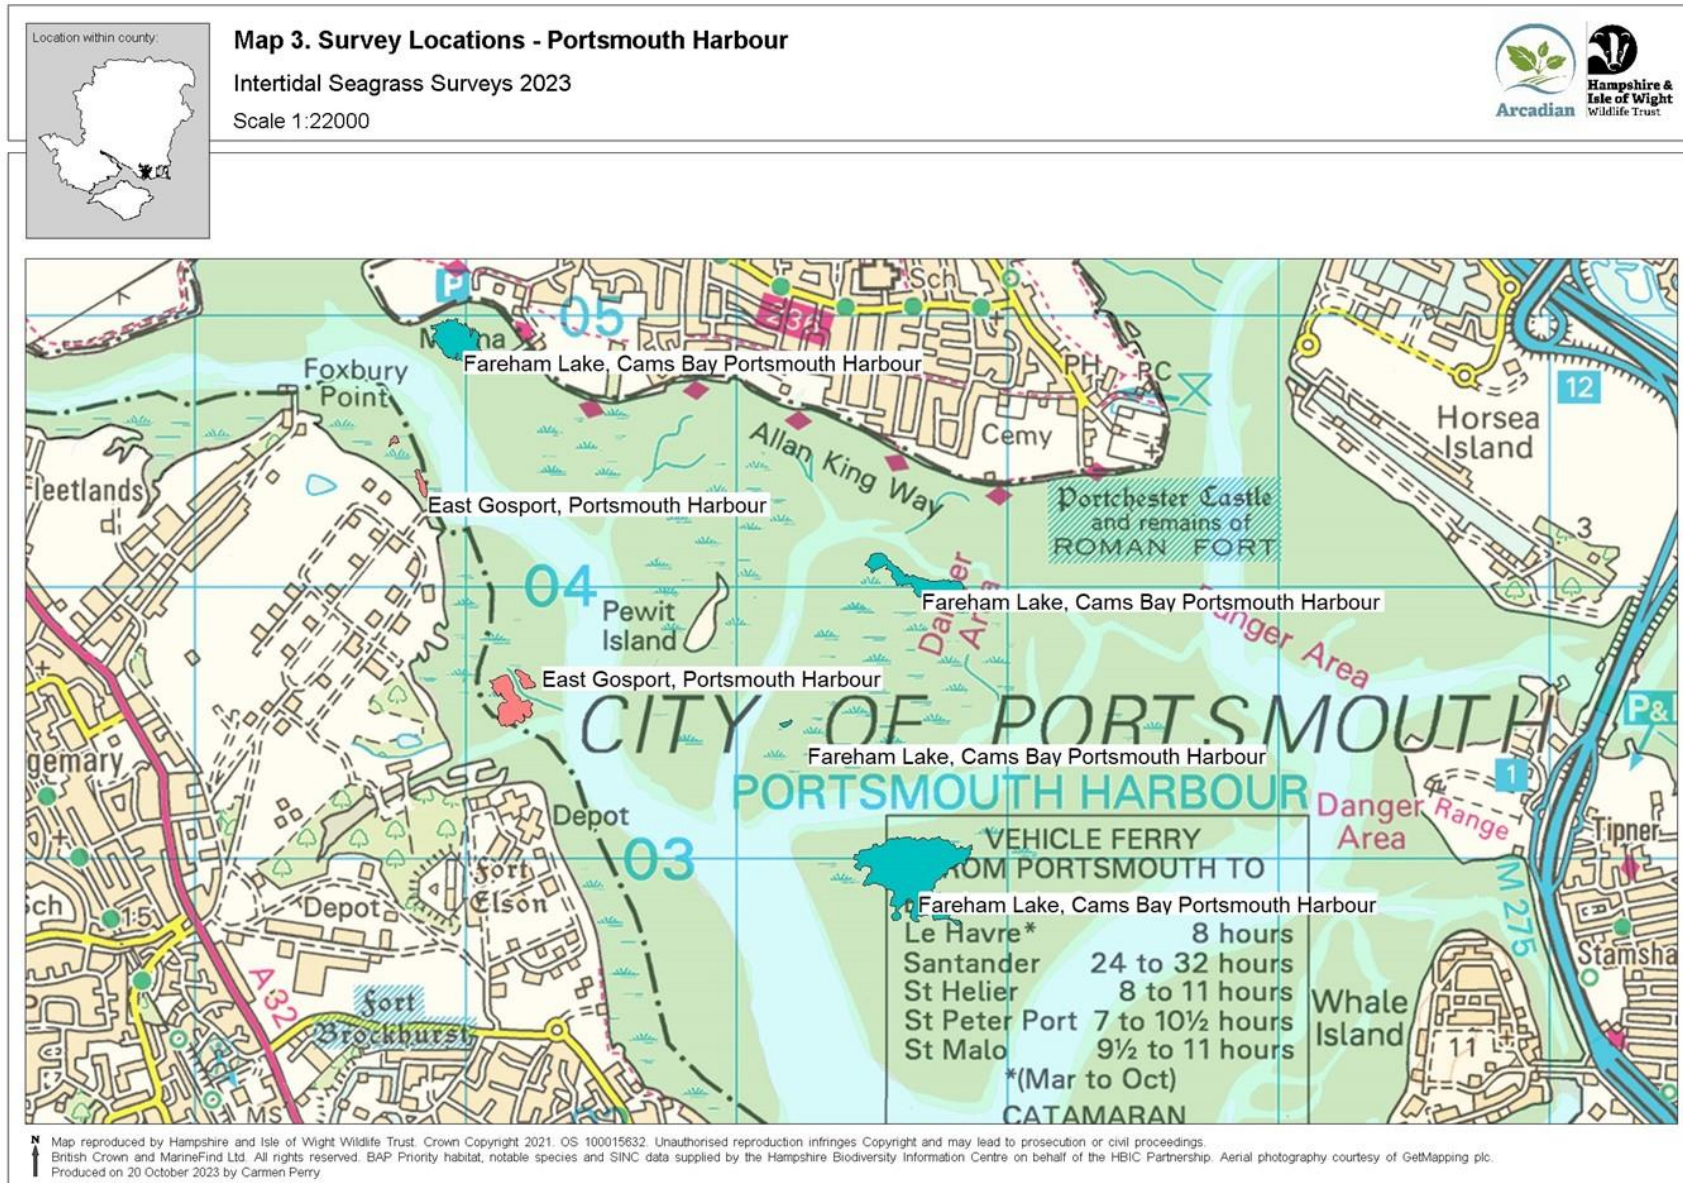 Location within county:
Map 3. Survey Locations - Portsmouth Harbour
Intertidal Seagrass Surveys 2023
Scale 1:22000
Arcadian
Hampshire &
Isle of Wight
Wildlife Trust
P
05
Sch
Fareham Lake, Cams Bay Portsmouth Harbour
Foxbury
Point
PH
PC
12
Horsea
Island
Cemy
Allan King Way
Fleetlands
East Gosport, Portsmouth Harbour
Portchester Castle
and remains of
ROMAN FORT
3
04
Pewit
Island
Fareham Lake, Cams Bay Portsmouth Harbour
Danger Area
East Gosport, Portsmouth Harbour
CITY OF PORTSMOUTH
P&
Fareham Lake, Cams Bay Portsmouth Harbour
PORTSMOUTH HARBOUR
1
gemary
Depot
Danger
Area
Range
Tipner
03
VEHICLE FERRY
ROM PORTSMOUTH TO
Fort
Elson
Depot
Sch
15
Fareham Lake, Cams Bay Portsmouth Harbour
M 275
Le Havre* 8 hours
Santander 24 to 32 hours
St Helier 8 to 11 hours
St Peter Port 7 to 10½ hours
St Malo 9½ to 11 hours
*(Mar to Oct)
CATAMARAN
Stamsha
Whale
Island
11
A32
Fort
Brockhurst
MS
N
Map reproduced by Hampshire and Isle of Wight Wildlife Trust. Crown Copyright 2021. OS 100015632. Unauthorised reproduction infringes Copyright and may lead to prosecution or civil proceedings.
British Crown and MarineFind Ltd. All rights reserved. BAP Priority habitat, notable species and SINC data supplied by the Hampshire Biodiversity Information Centre on behalf of the HBIC Partnership. Aerial photography courtesy of GetMapping plc.
Produced on 20 October 2023 by Carmen Perry